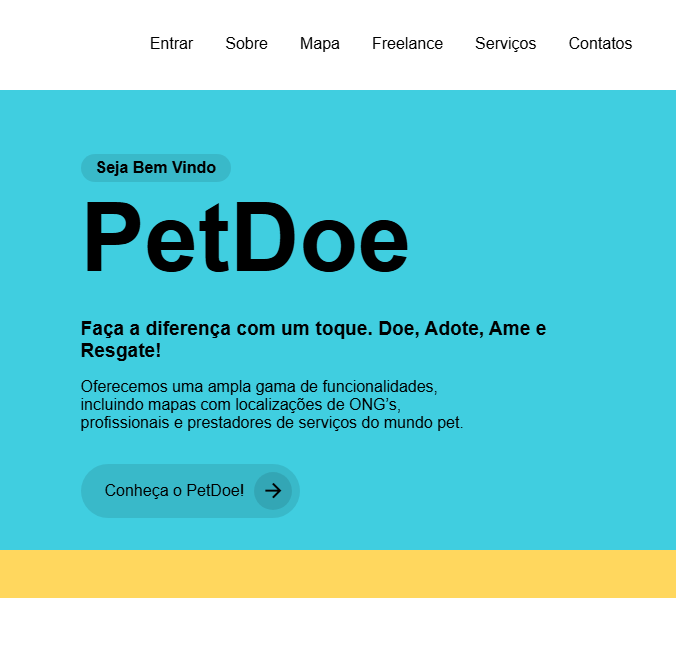 Entrar Sobre Mapa Freelance Serviços Contatos
Seja Bem Vindo
PetDoe
Faça a diferença com um toque. Doe, Adote, Ame e
Resgate!
Oferecemos uma ampla gama de funcionalidades,
incluindo mapas com localizações de ONG’s,
profissionais e prestadores de serviços do mundo pet.
Conheça o PetDoe!